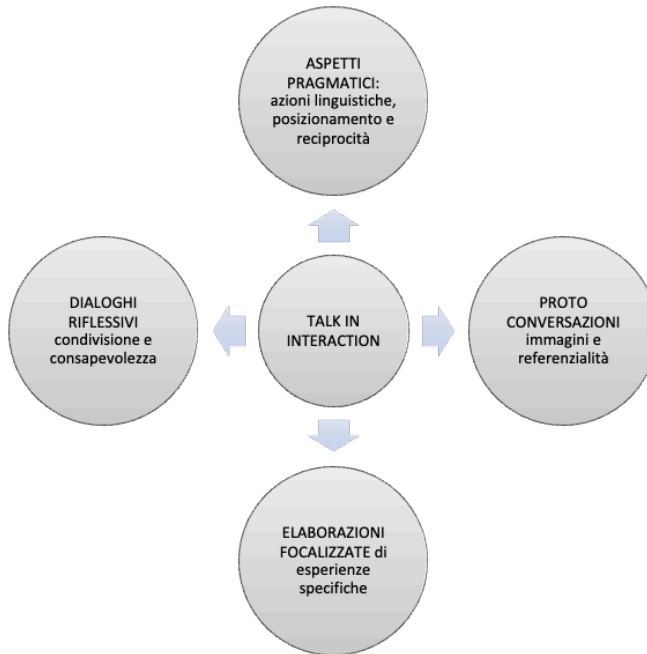 ASPETTI
PRAGMATICI:
azioni linguistiche,
posizionamento e
reciprocità
DIALOGHI
RIFLESSIVI
condivisione e
consapevolezza
TALK IN
INTERACTION
PROTO
CONVERSAZIONI
immagini e
referenzialità
ELABORAZIONI
FOCALIZZATE di
esperienze
specifiche